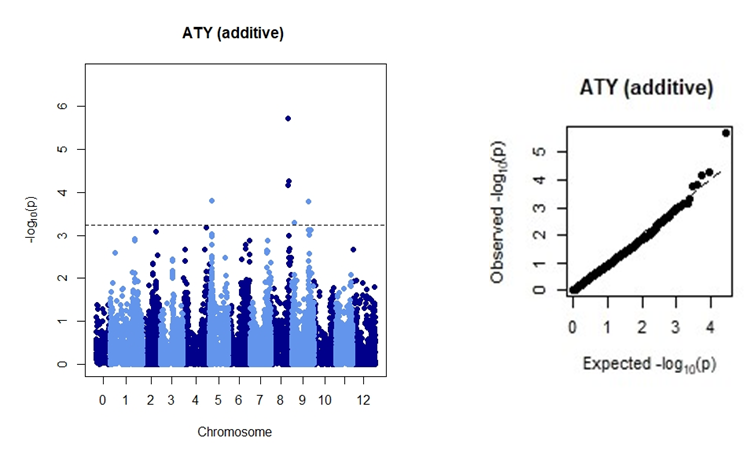 ATY (additive)
6
5
4
3
2
1
0
-log10(p)
0 1 2 3 4 5 6 7 8 9 10 12
Chromosome
ATY (additive)
5
4
3
2
1
0
Observed -log10(p)
0 1 2 3 4
Expected -log10(p)